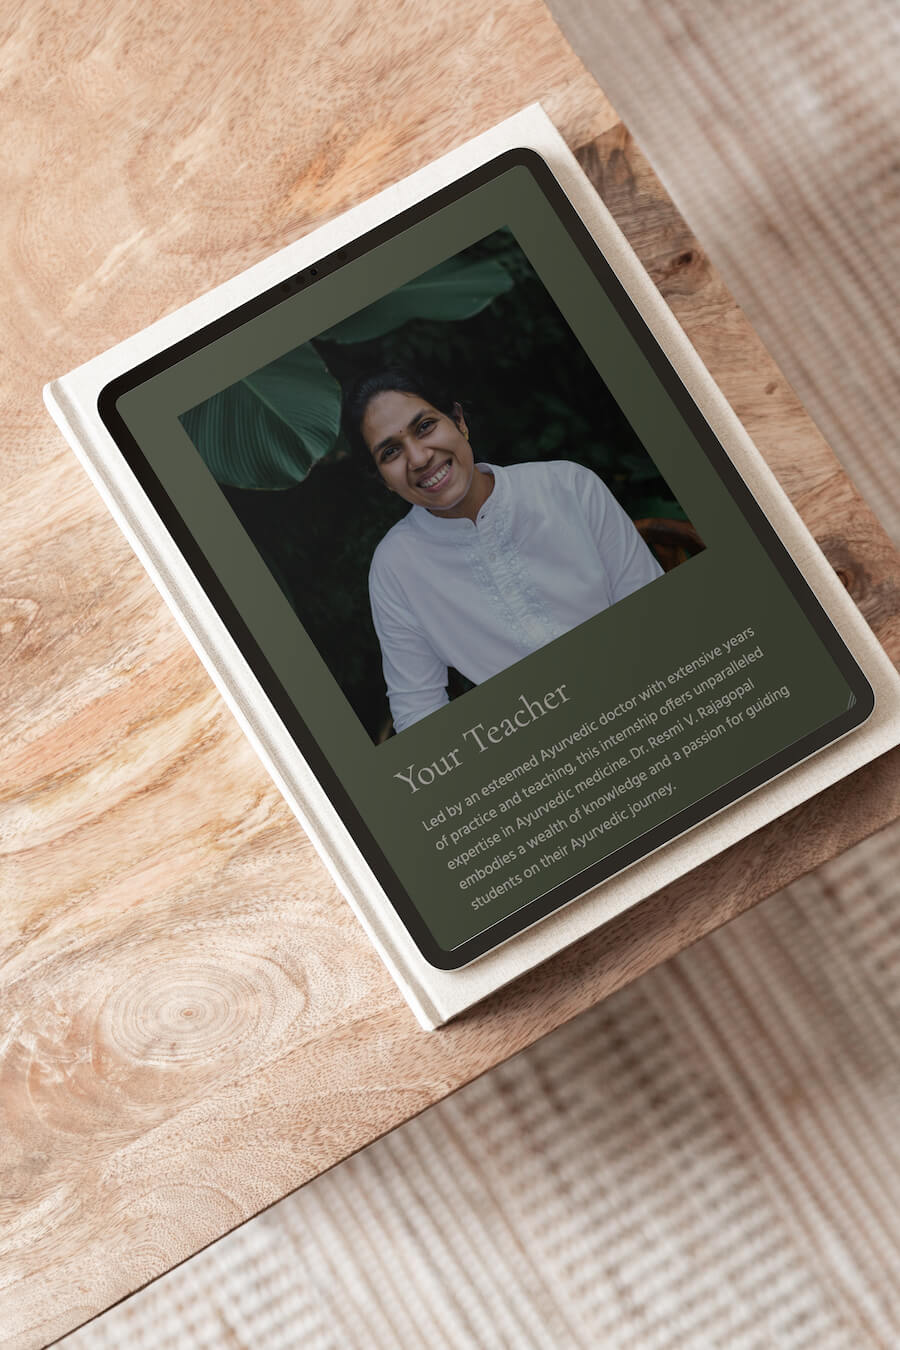 Your Teacher
Led by an esteemed Ayurvedic doctor with extensive years
of practice and teaching, this internship offers unparalleled
expertise in Ayurvedic medicine. Dr. Resmi V. Rajagopal
embodies a wealth of knowledge and a passion for guiding
students on their Ayurvedic journey.